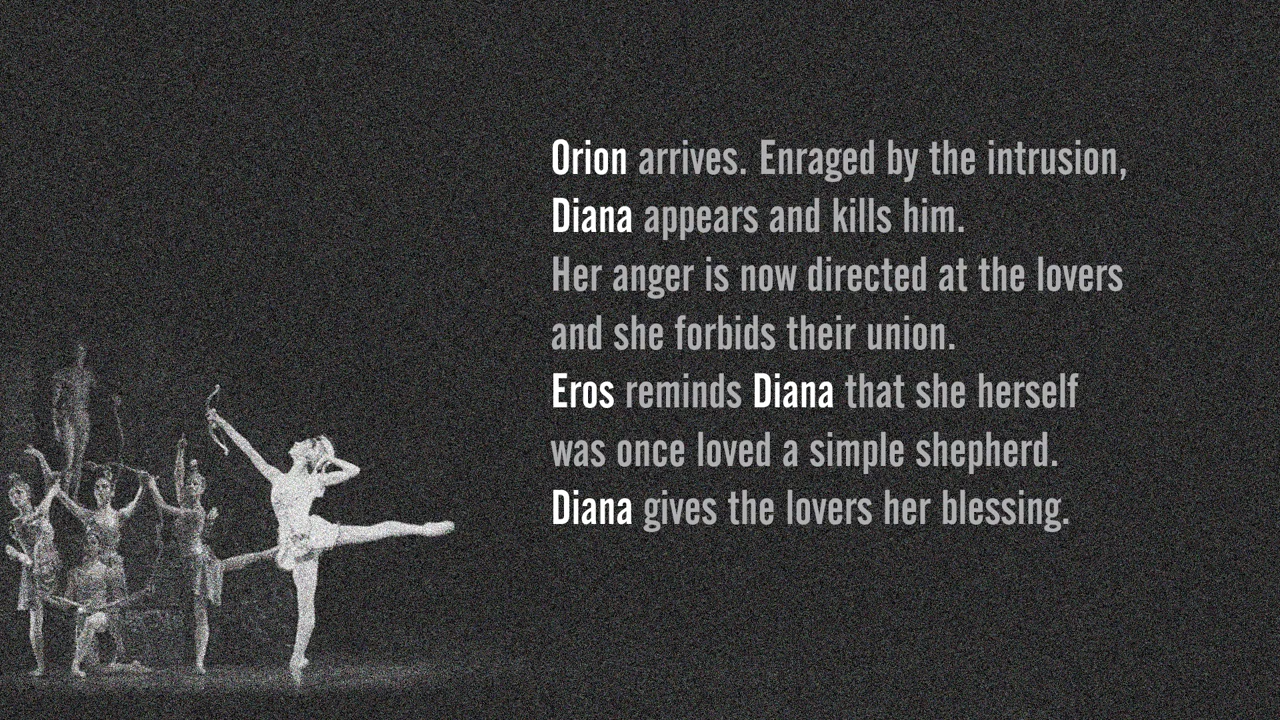 Orion arrives. Enraged by the intrusion,
Diana appears and kills him.
Her anger is now directed at the lovers
and she forbids their union.
Eros reminds Diana that she herself
was once loved a simple shepherd.
Diana gives the lovers her blessing.